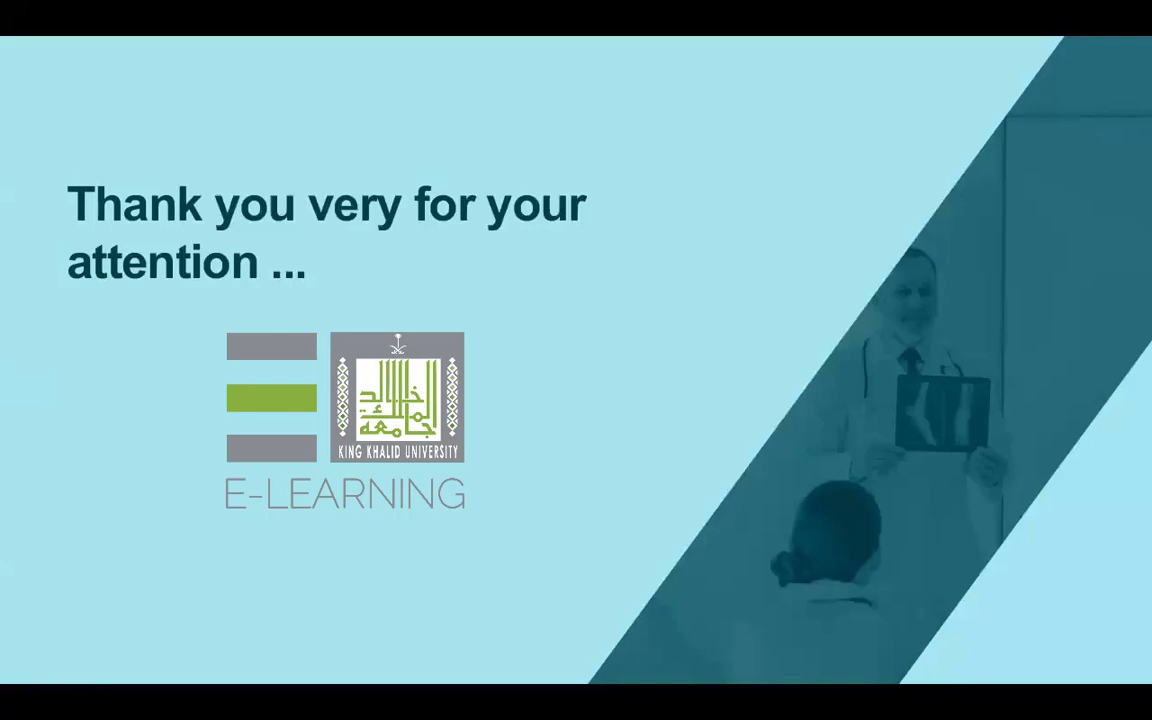 Thank you very for your
attention ...
خالد
الملك
جامعة
KING KHALID UNIVERSITY
E-LEARNING